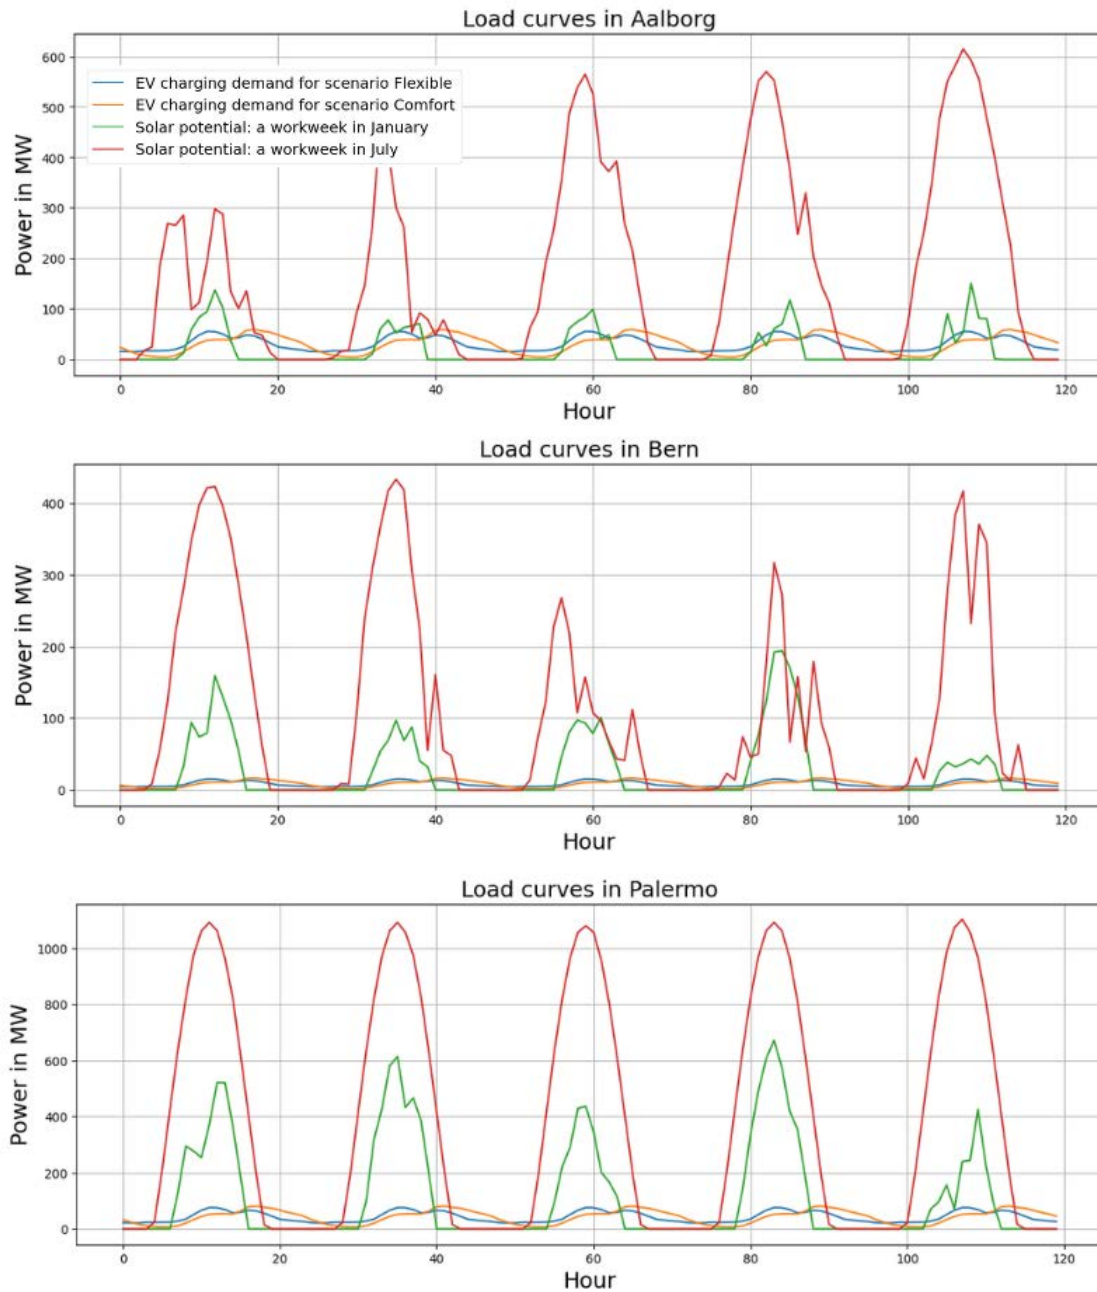 Load curves in Aalborg
600
500
400
300
200
100
0
Power in MW
EV charging demand for scenario Flexible
EV charging demand for scenario Comfort
Solar potential: a workweek in January
Solar potential: a workweek in July
0 20 40 60 80 100 120
Hour
Load curves in Bern
400
300
200
100
0
Power in MW
0 20 40 60 80 100 120
Hour
Load curves in Palermo
1000
800
600
400
200
0
Power in MW
0 20 40 60 80 100 120
Hour